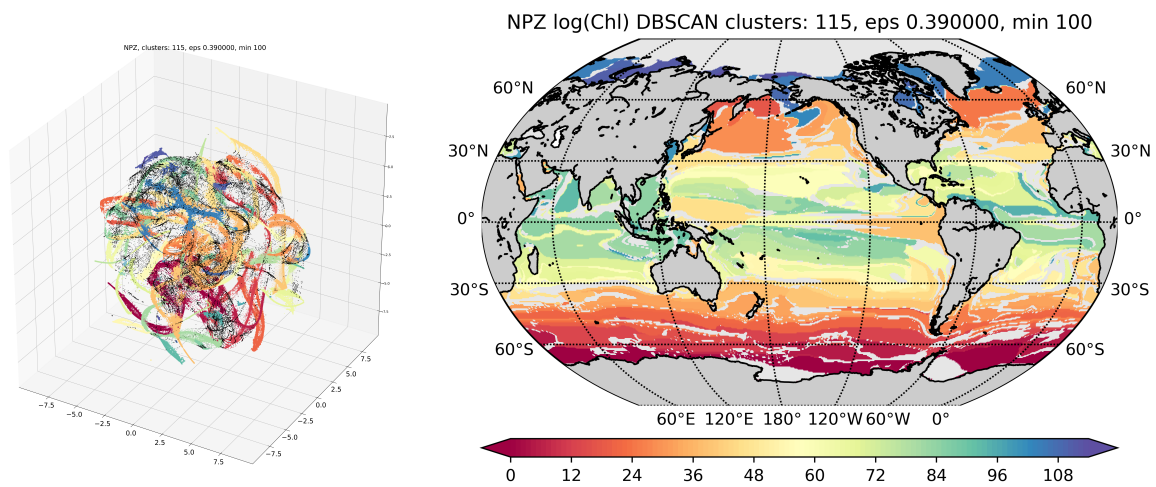 NPZ, clusters: 115, eps 0.390000, min 100
7.5
5.0
2.5
0.0
−2.5
−5.0
−7.5
−7.5
−5.0
−2.5
0.0
2.5
5.0
7.5
NPZ log(Chl) DBSCAN clusters: 115, eps 0.390000, min 100
60°N
60°N
30°N
30°N
0°
0°
30°S
30°S
60°S
60°S
60°E 120°E 180° 120°W 60°W 0°
0 12 24 36 48 60 72 84 96 108